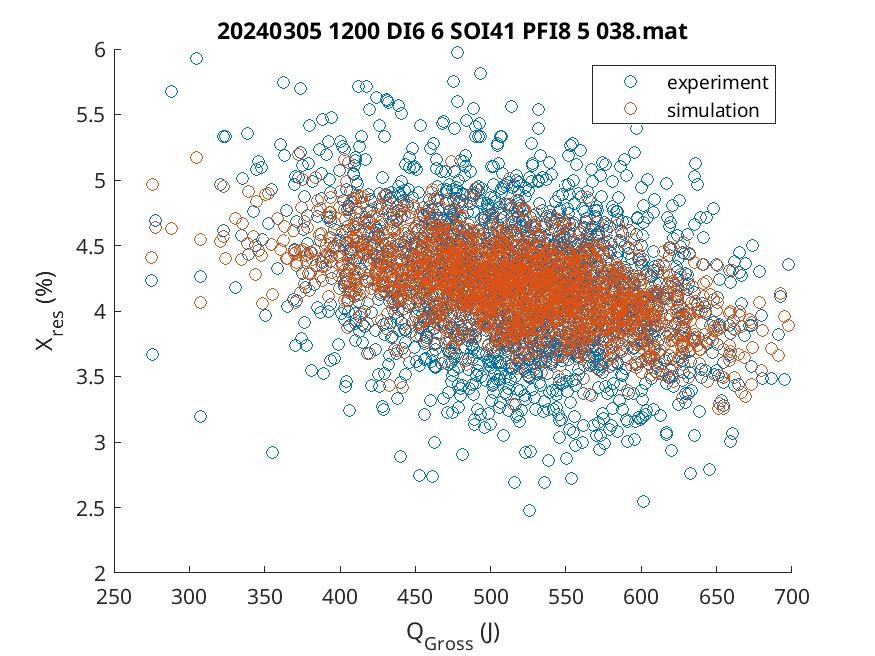 20240305 1200 DI6 6 SOI41 PFI8 5 038.mat
experiment
simulation
6
5.5
5
4.5
4
3.5
3
2.5
2
X_res (%)
250 300 350 400 450 500 550 600 650 700
Q_Gross (J)